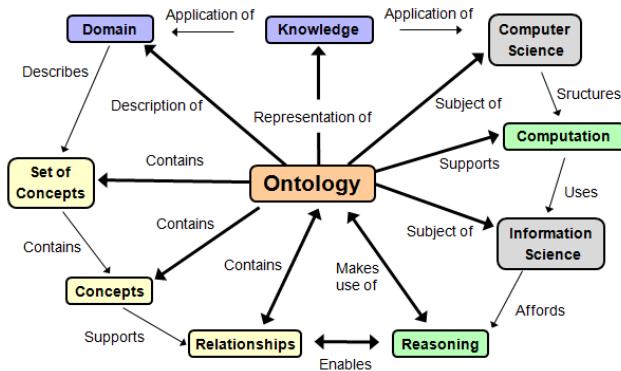 Application of
Application of
Domain
Knowledge
Computer
Science
Describes
Description of
Representation of
Subject of
Sructures
Contains
Supports
Computation
Set of
Concepts
Ontology
Uses
Contains
Subject of
Information
Science
Contains
Contains
Makes
use of
Concepts
Affords
Supports
Relationships
Reasoning
Enables